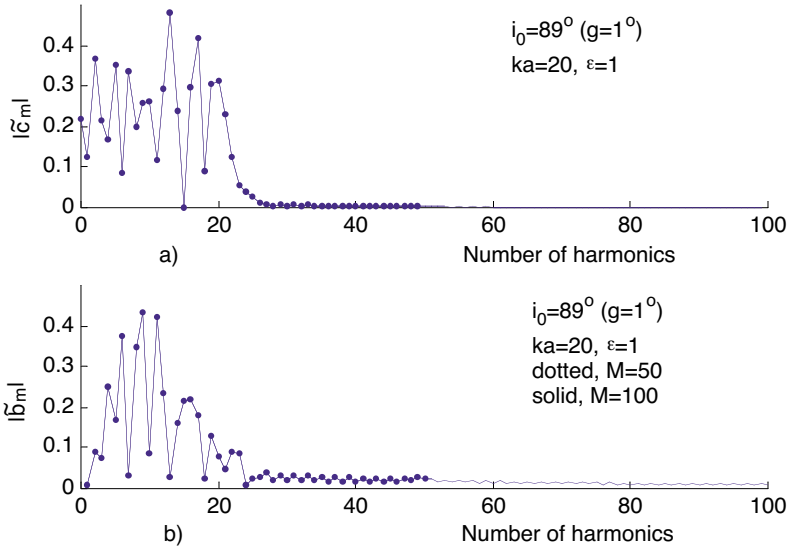 i₀=89° (g=1°)
ka=20, ε=1
|c̃ₘ|
0.4
0.3
0.2
0.1
0
0 20 40 60 80 100
a) Number of harmonics
i₀=89° (g=1°)
ka=20, ε=1
dotted, M=50
solid, M=100
|b̃ₘ|
0.4
0.3
0.2
0.1
0
0 20 40 60 80 100
b) Number of harmonics